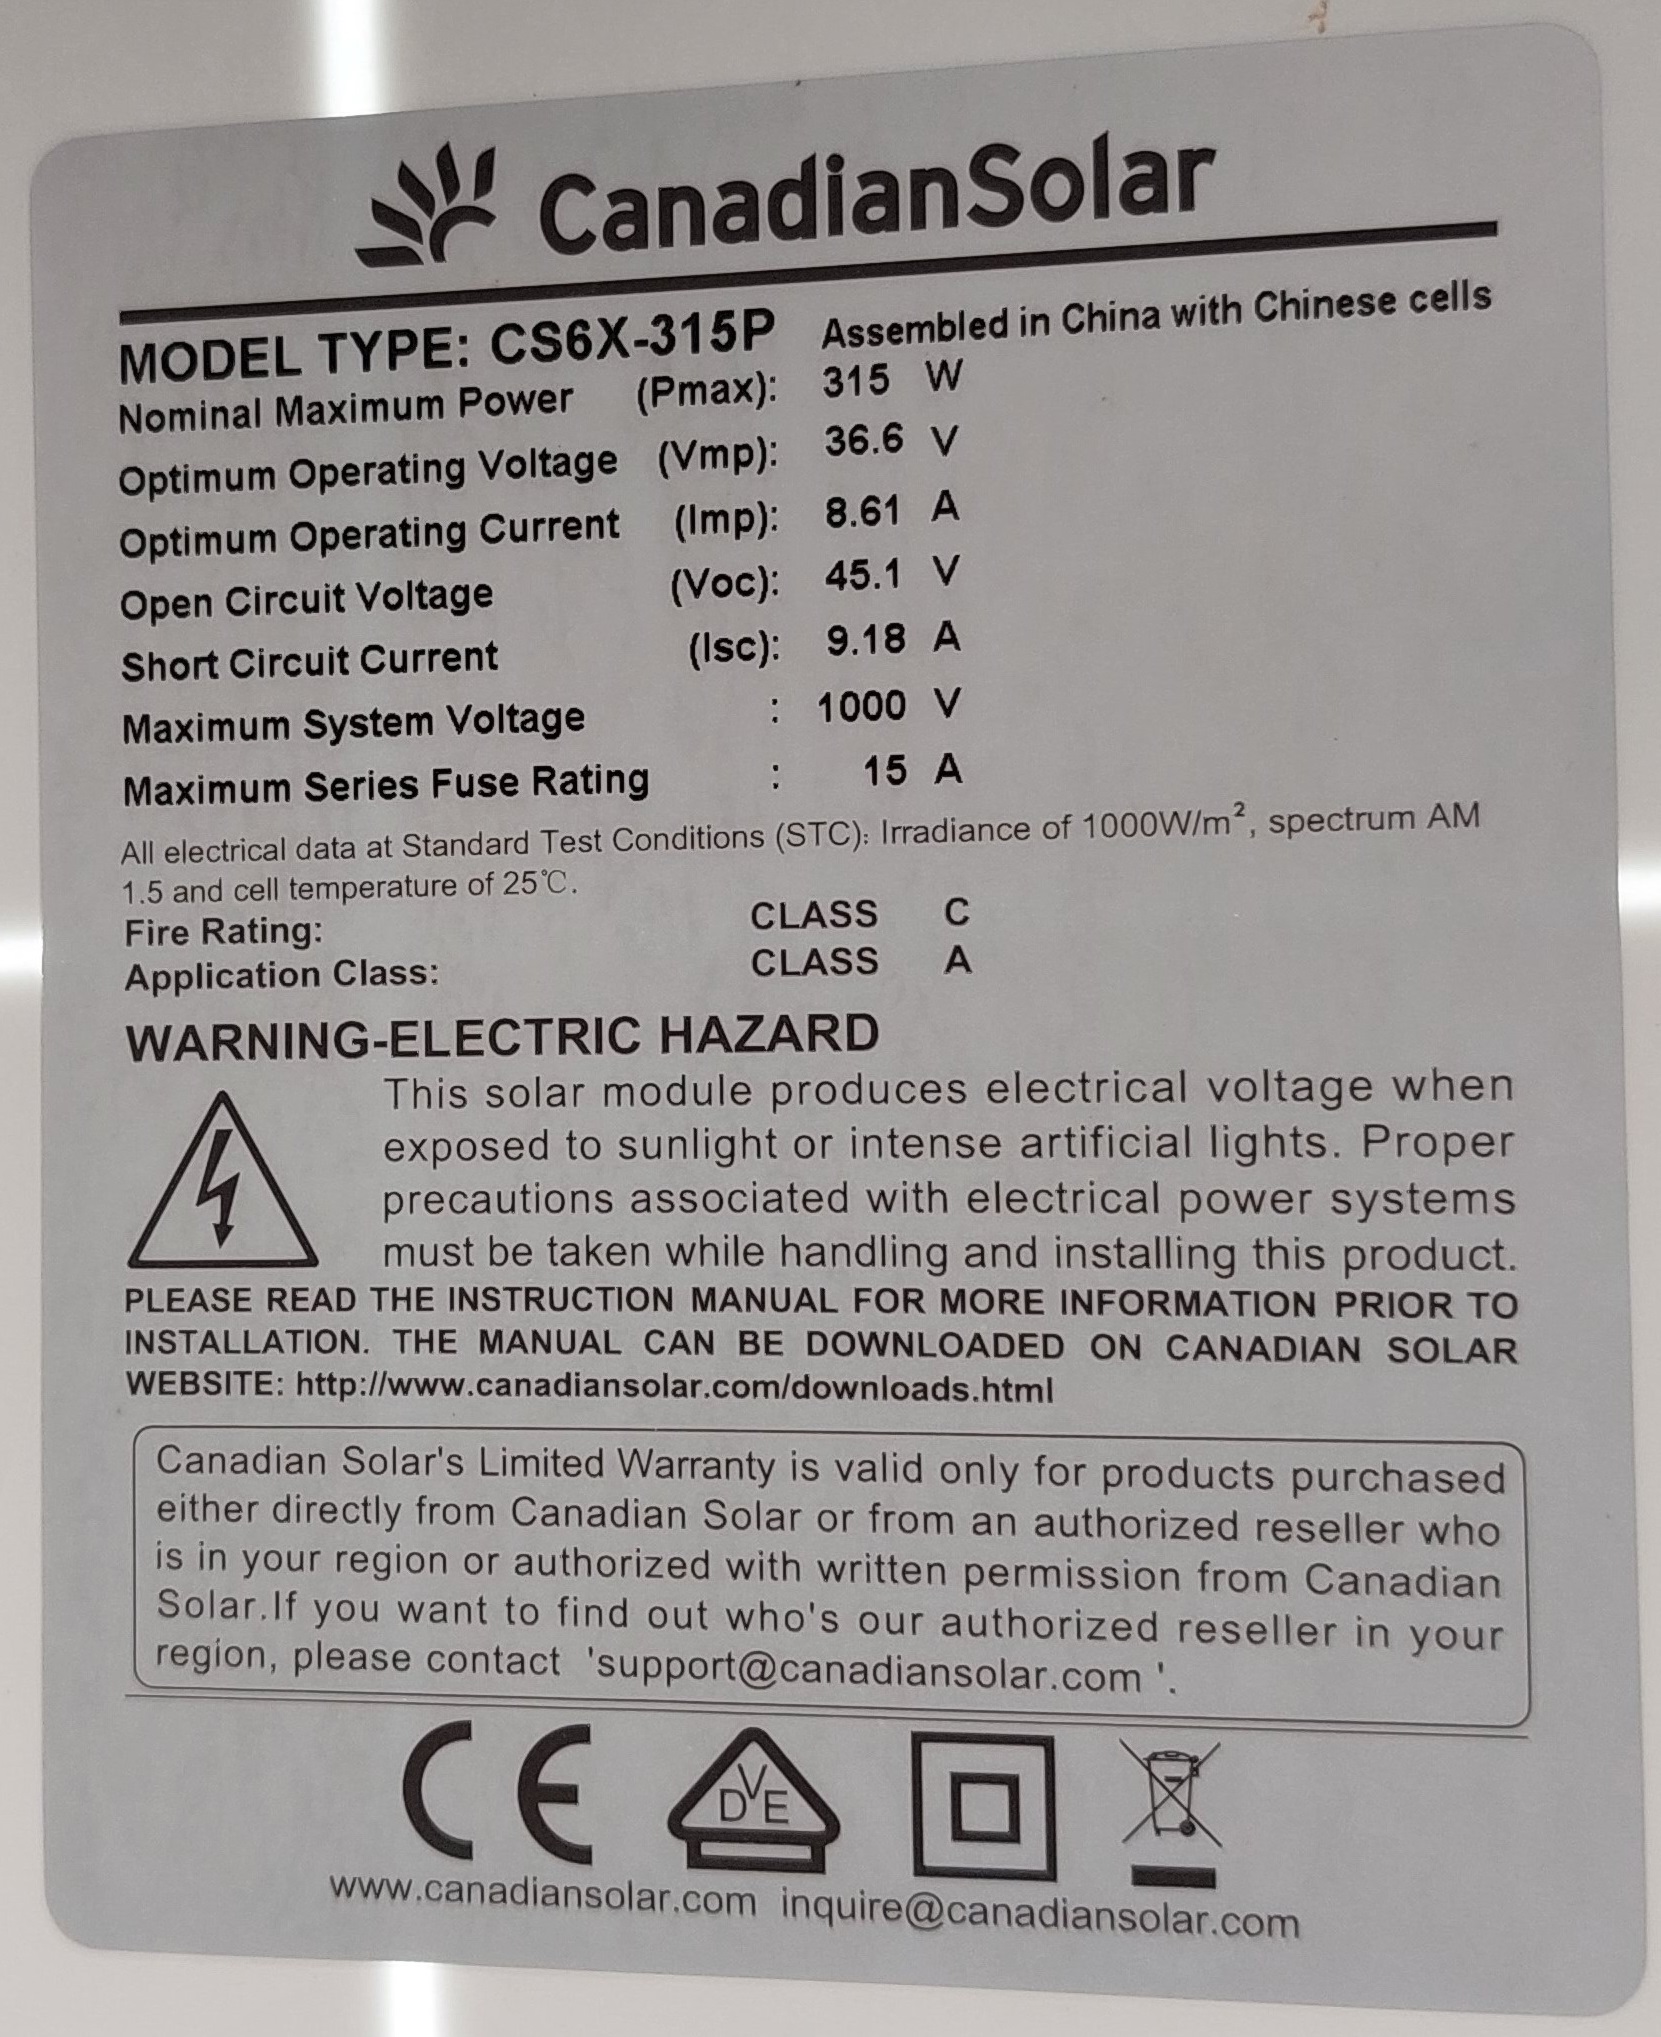 CanadianSolar
MODEL TYPE: CS6X-315P Assembled in China with Chinese cells
Nominal Maximum Power (Pmax): 315 W
Optimum Operating Voltage (Vmp): 36.6 V
Optimum Operating Current (Imp): 8.61 A
Open Circuit Voltage (Voc): 45.1 V
Short Circuit Current (Isc): 9.18 A
Maximum System Voltage : 1000 V
Maximum Series Fuse Rating : 15 A
All electrical data at Standard Test Conditions (STC): Irradiance of 1000W/m², spectrum AM
1.5 and cell temperature of 25℃.
Fire Rating: CLASS C
Application Class: CLASS A
WARNING-ELECTRIC HAZARD
This solar module produces electrical voltage when
exposed to sunlight or intense artificial lights. Proper
precautions associated with electrical power systems
must be taken while handling and installing this product.
PLEASE READ THE INSTRUCTION MANUAL FOR MORE INFORMATION PRIOR TO
INSTALLATION. THE MANUAL CAN BE DOWNLOADED ON CANADIAN SOLAR
WEBSITE: http://www.canadiansolar.com/downloads.html
Canadian Solar's Limited Warranty is valid only for products purchased
either directly from Canadian Solar or from an authorized reseller who
is in your region or authorized with written permission from Canadian
Solar.If you want to find out who's our authorized reseller in your
region, please contact 'support@canadiansolar.com '.
CE DVE
www.canadiansolar.com inquire@canadiansolar.com